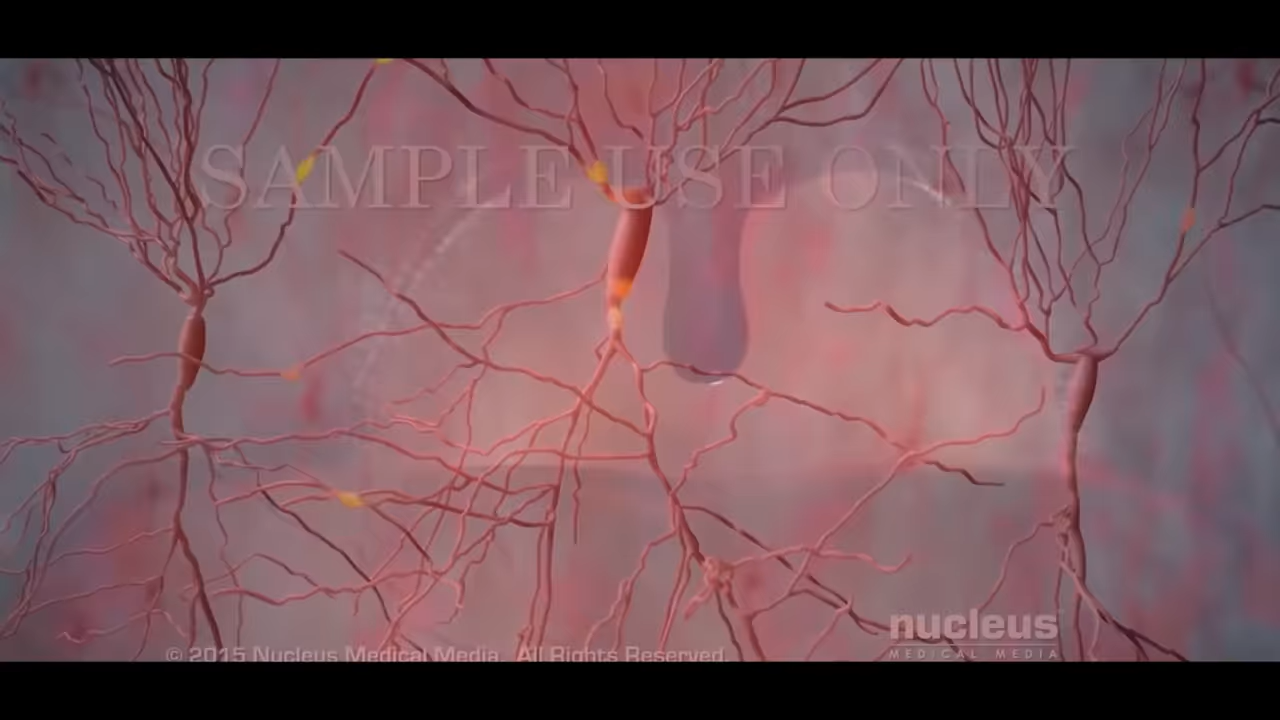 SAMPLE USE ONLY
nucleus
MEDICAL MEDIA
© 2015 Nucleus Medical Media. All Rights Reserved.